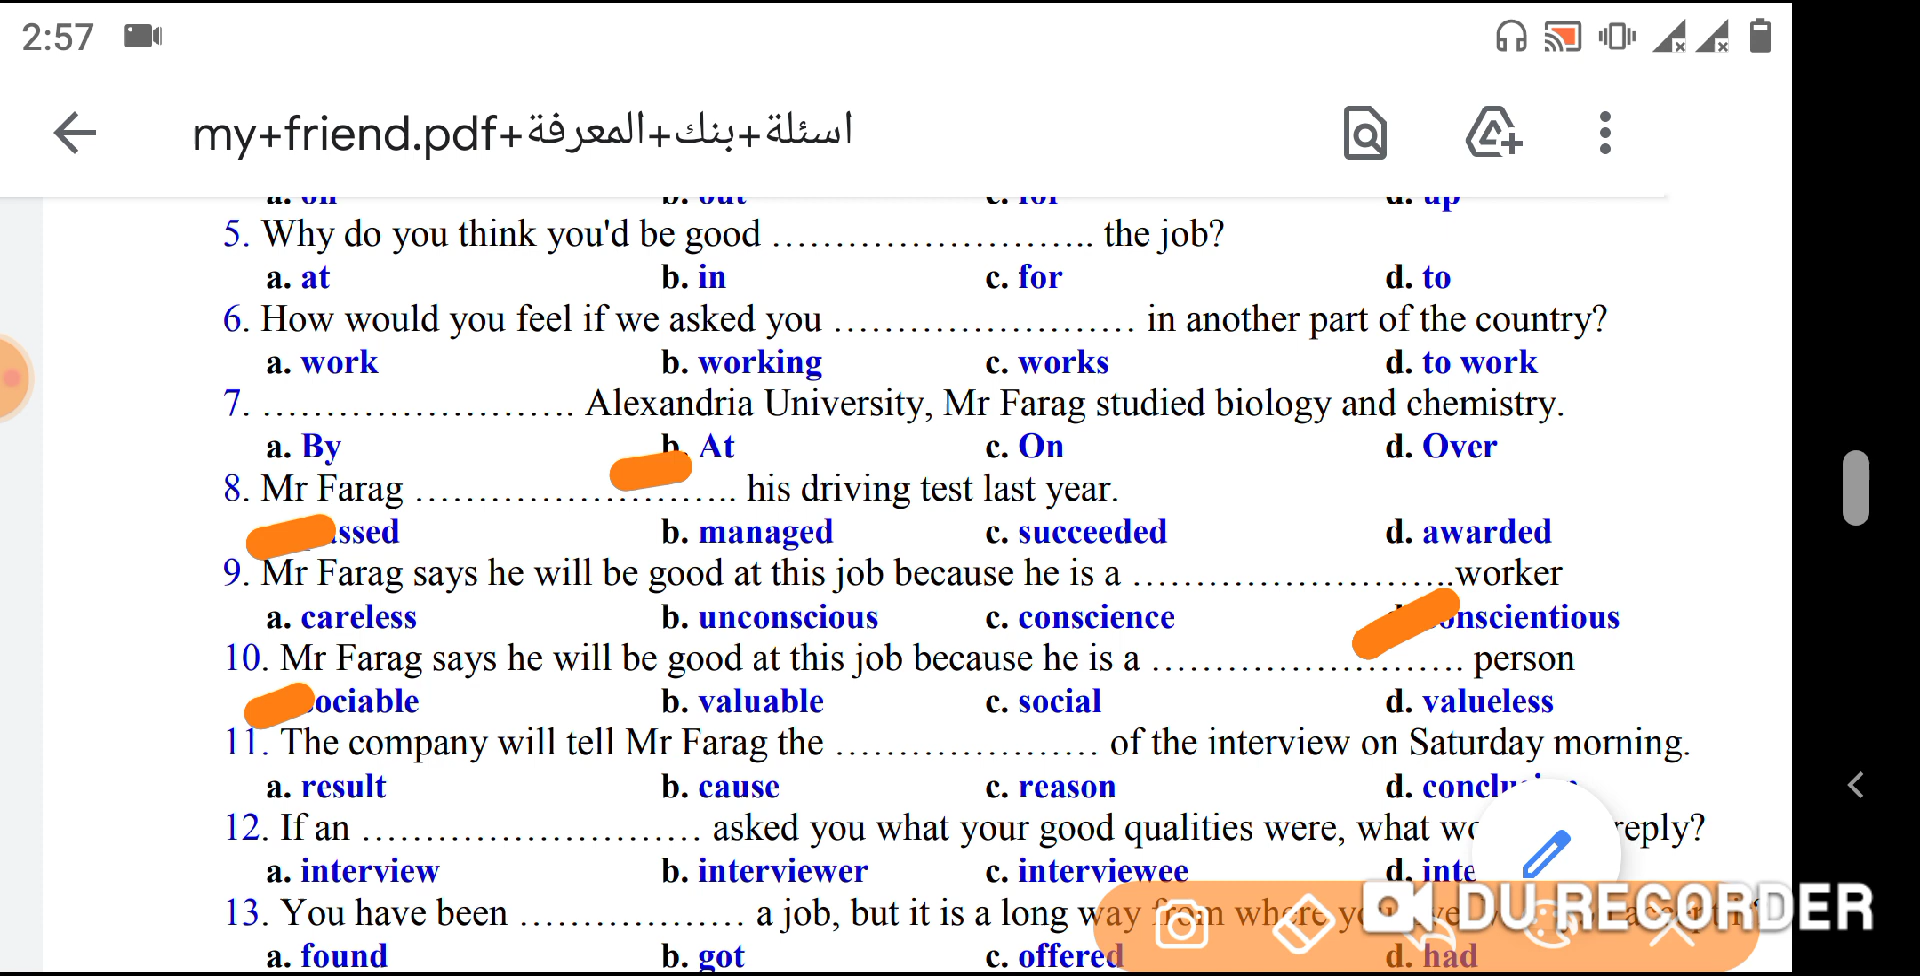 2:57
my+friend.pdf+اسئلة+بنك+المعرفة
a. on b. out c. for d. up
5. Why do you think you'd be good ............................ the job?
a. at b. in c. for d. to
6. How would you feel if we asked you .......................... in another part of the country?
a. work b. working c. works d. to work
7. ........................... Alexandria University, Mr Farag studied biology and chemistry.
a. By b. At c. On d. Over
8. Mr Farag ............................ his driving test last year.
ssed b. managed c. succeeded d. awarded
9. Mr Farag says he will be good at this job because he is a ............................worker
a. careless b. unconscious c. conscience nscientious
10. Mr Farag says he will be good at this job because he is a ........................... person
ociable b. valuable c. social d. valueless
11. The company will tell Mr Farag the ....................... of the interview on Saturday morning.
a. result b. cause c. reason d.
12. If an ............................. asked you what your good qualities were, what reply?
a. interview b. interviewer c. interviewee d. inte
13. You have been ................... a job, but it is a long way from where
DU RECORDER
a. found b. got c. offered d. had